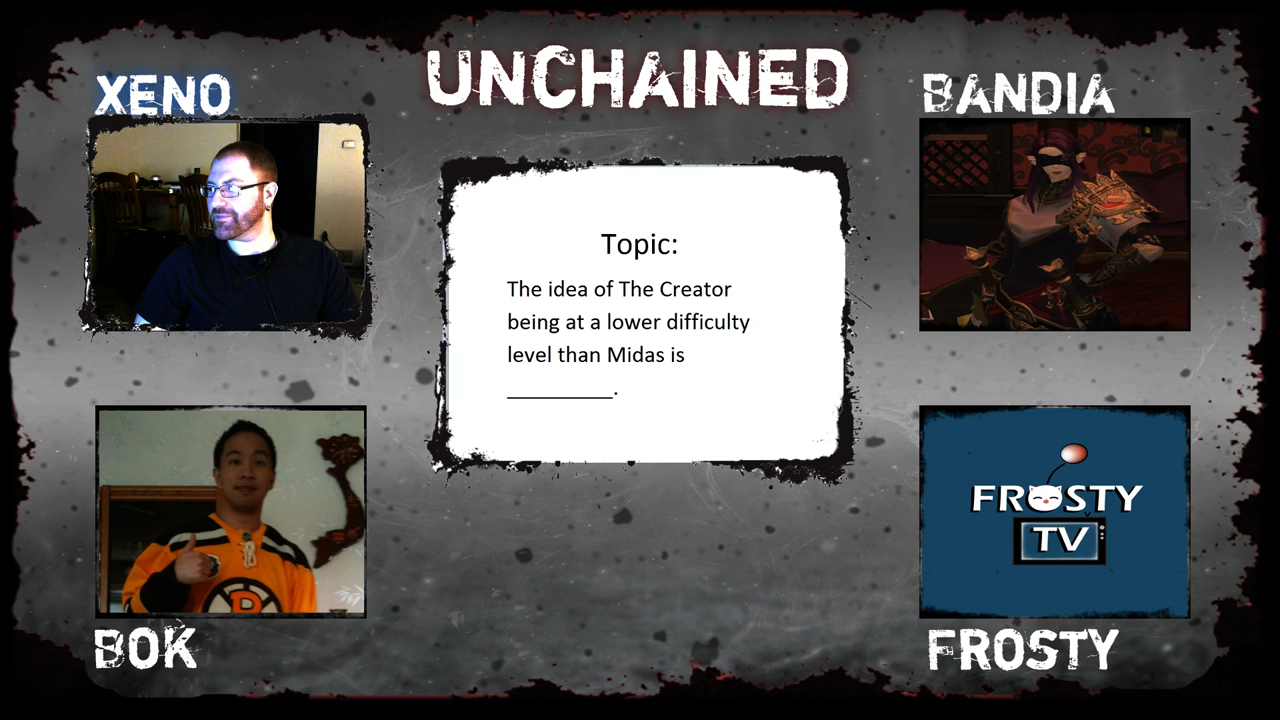 UNCHAINED
XENO
BANDIA
Topic:
The idea of The Creator
being at a lower difficulty
level than Midas is
__________.
FROSTY
TV
B
BOK
FROSTY